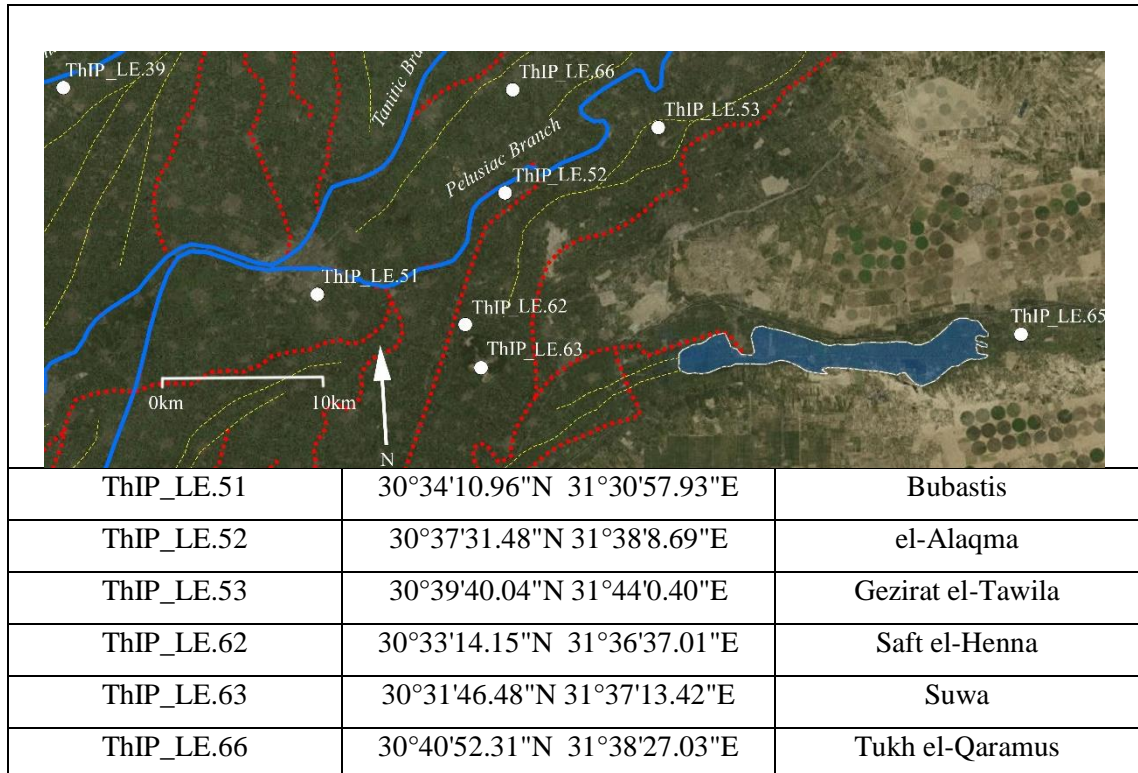 ThIP_LE.39
ThIP_LE.66
Tanitic Bra
ThIP_LE.53
Pelusiac Branch
ThIP_LE.52
ThIP_LE.51
ThIP_LE.62
ThIP_LE.65
ThIP_LE.63
0km 10km
N
ThIP_LE.51 30°34'10.96"N 31°30'57.93"E Bubastis
ThIP_LE.52 30°37'31.48"N 31°38'8.69"E el-Alaqma
ThIP_LE.53 30°39'40.04"N 31°44'0.40"E Gezirat el-Tawila
ThIP_LE.62 30°33'14.15"N 31°36'37.01"E Saft el-Henna
ThIP_LE.63 30°31'46.48"N 31°37'13.42"E Suwa
ThIP_LE.66 30°40'52.31"N 31°38'27.03"E Tukh el-Qaramus